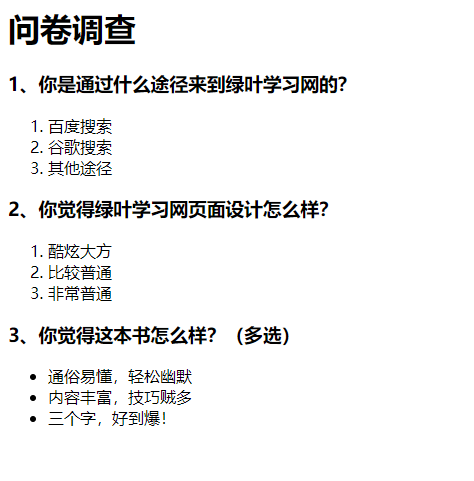 问卷调查
1、你是通过什么途径来到绿叶学习网的？
1. 百度搜索
2. 谷歌搜索
3. 其他途径
2、你觉得绿叶学习网页面设计怎么样？
1. 酷炫大方
2. 比较普通
3. 非常普通
3、你觉得这本书怎么样？（多选）
• 通俗易懂，轻松幽默
• 内容丰富，技巧贼多
• 三个字，好到爆！